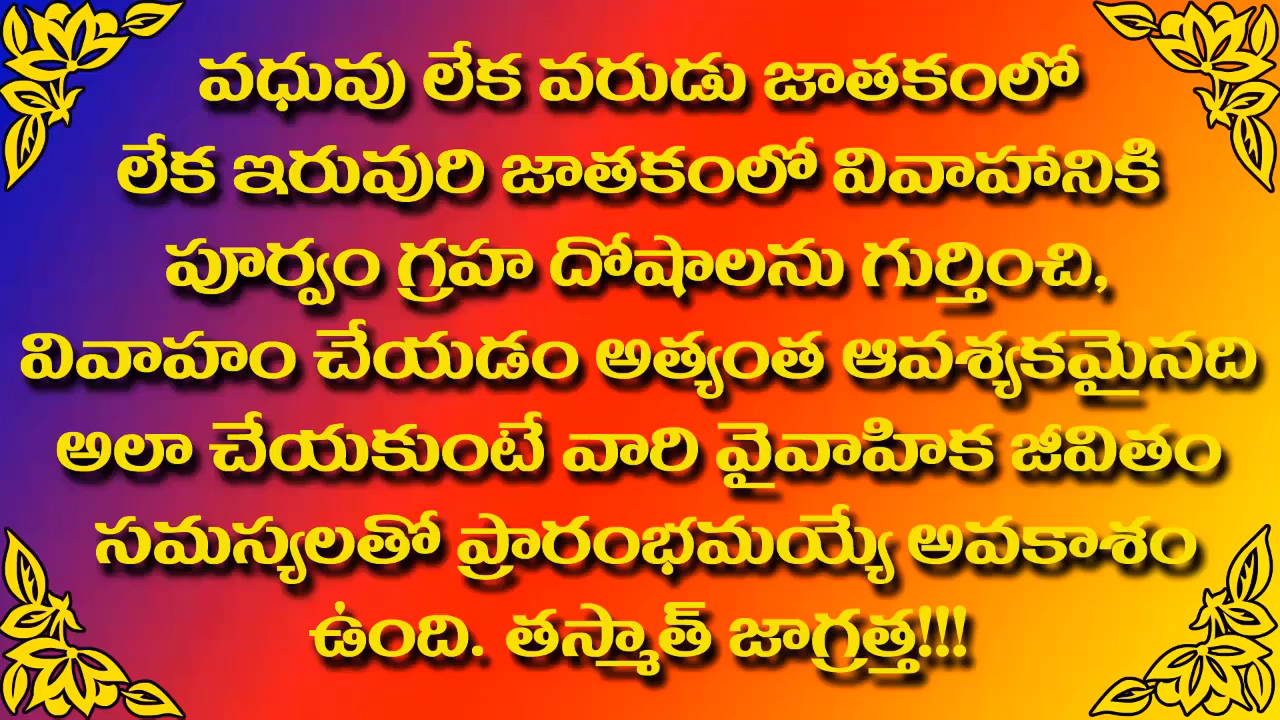 వధువు లేక వరుడు జాతకంలో
లేక ఇరువురి జాతకంలో వివాహానికి
పూర్వం గ్రహ దోషాలను గుర్తించి,
వివాహం చేయడం అత్యంత ఆవశ్యకమైనది
అలా చేయకుంటే వారి వైవాహిక జీవితం
సమస్యలతో ప్రారంభమయ్యే అవకాశం
ఉంది. తస్మాత్ జాగ్రత్త!!!